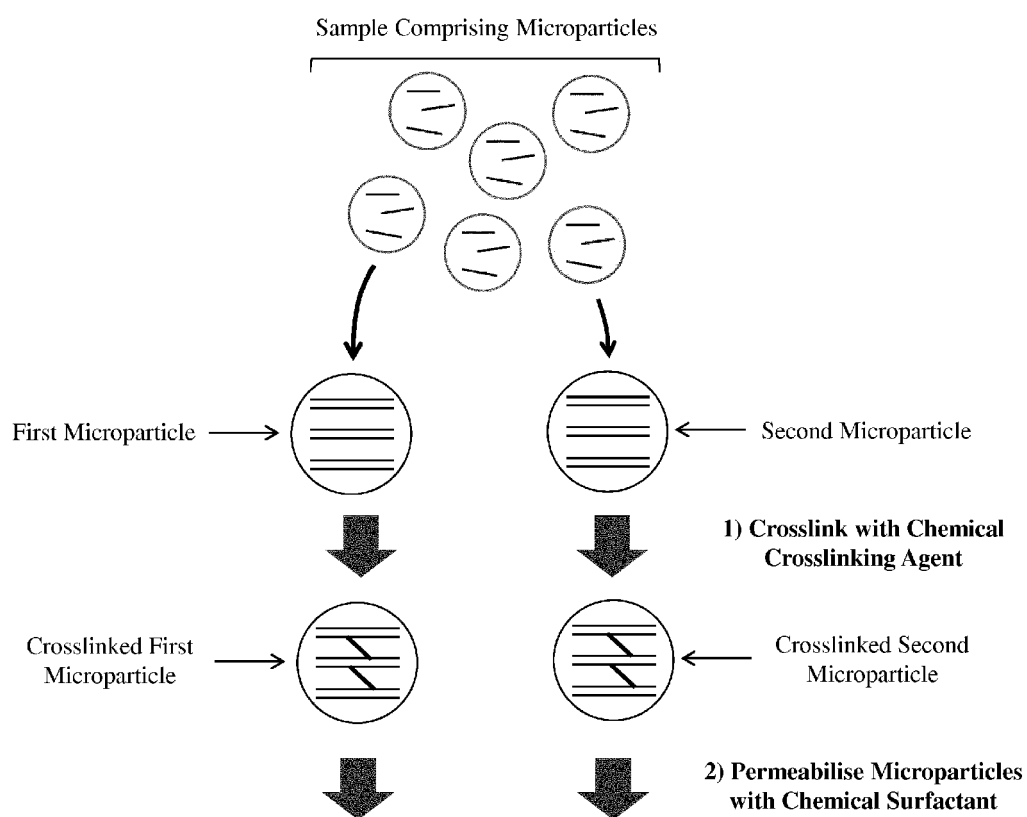 Sample Comprising Microparticles
First Microparticle
Second Microparticle
1) Crosslink with Chemical
Crosslinking Agent
Crosslinked First
Microparticle
Crosslinked Second
Microparticle
2) Permeabilise Microparticles
with Chemical Surfactant